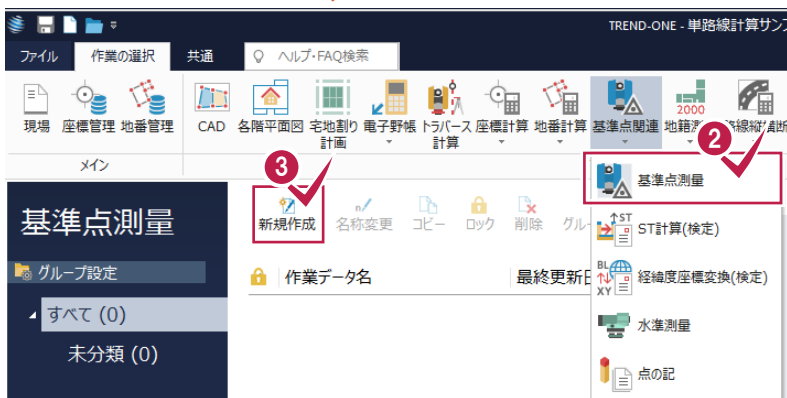 TREND-ONE - 単路線計算サンプ
ファイル 作業の選択 共通 ヘルプ・FAQ検索
現場 座標管理 地番管理 CAD 各階平面図 宅地割り 電子野帳 トラバース 座標計算 地番計算 基準点関連 2000 地籍
計画 計算
メイン
2
3
基準点測量
基準点測量
新規作成 名称変更 コピー ロック 削除 グルー
ST ST計算(検定)
グループ設定
作業データ名 最終更新日
BL XY 経緯度座標変換(検定)
すべて (0)
水準測量
未分類 (0)
点の記